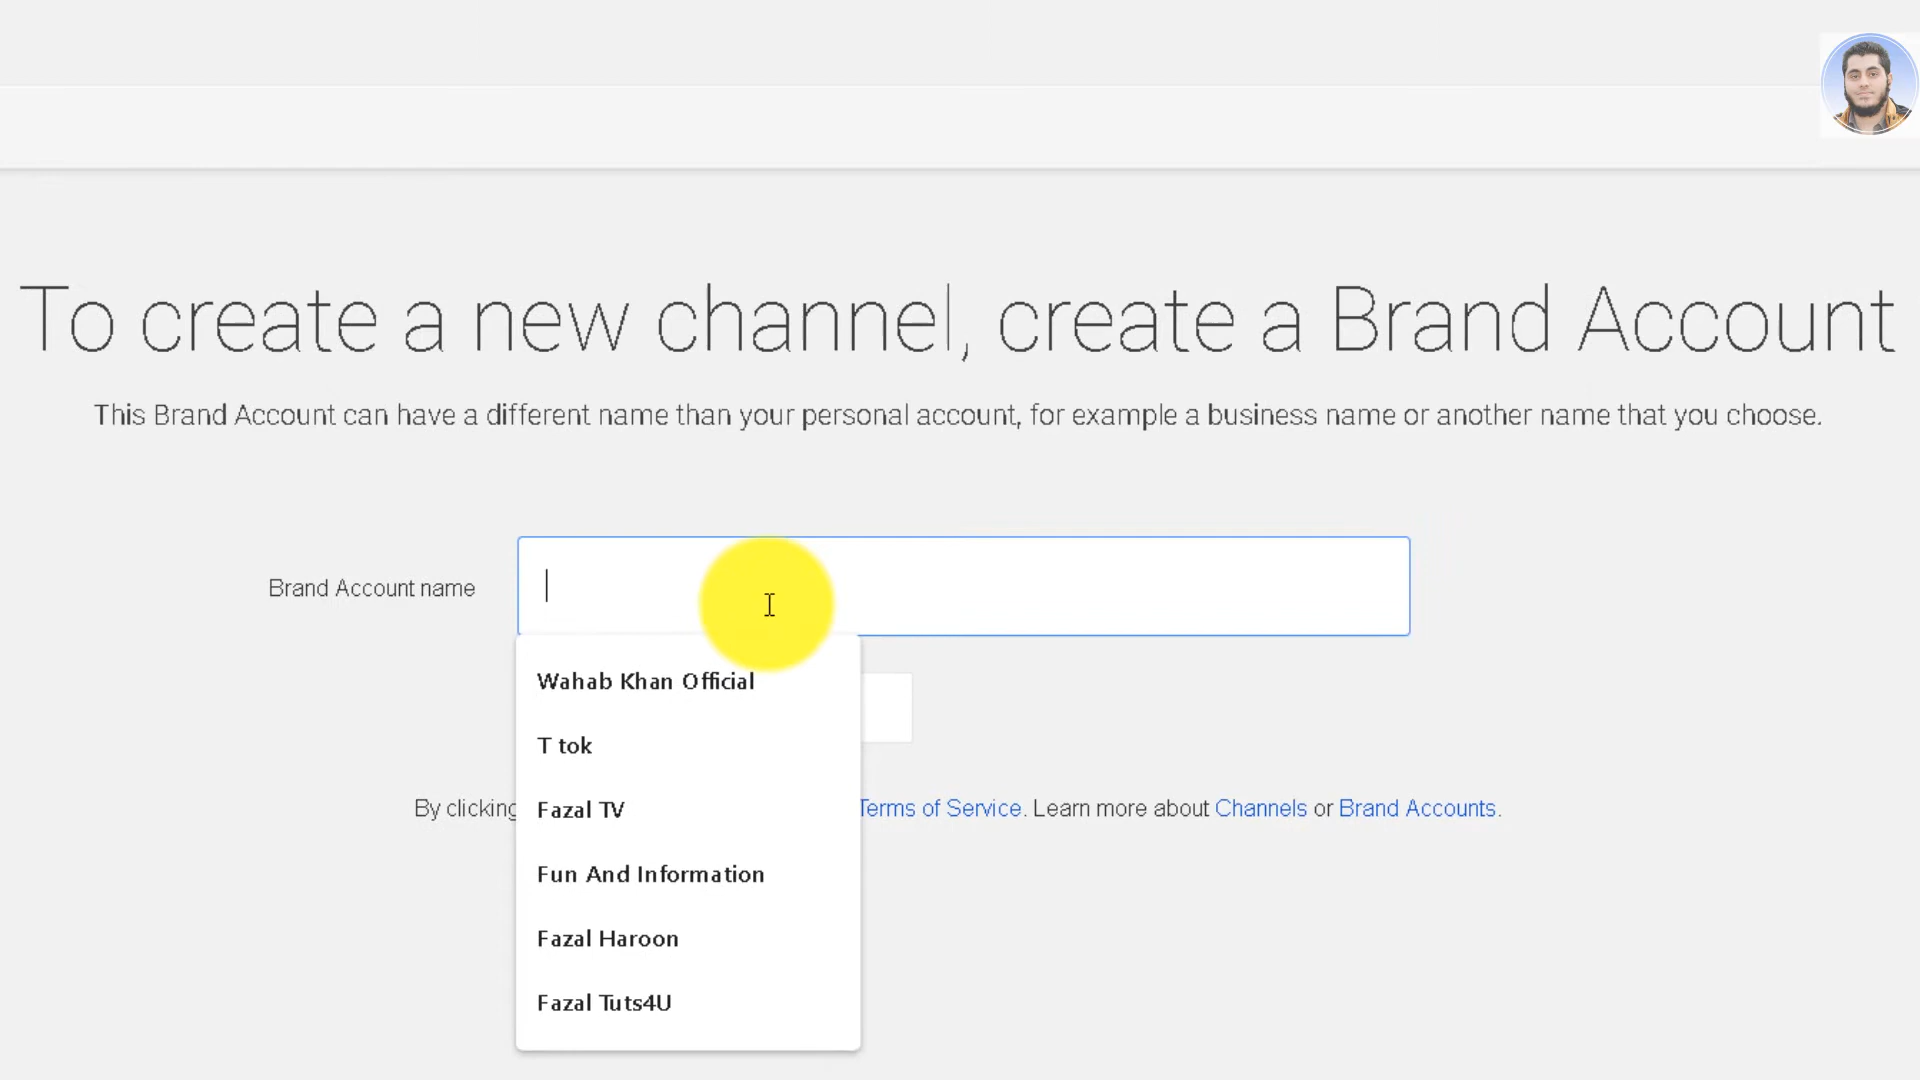 To create a new channel, create a Brand Account
This Brand Account can have a different name than your personal account, for example a business name or another name that you choose.
Brand Account name
Wahab Khan Official
T tok
By clicking Terms of Service. Learn more about Channels or Brand Accounts.
Fazal TV
Fun And Information
Fazal Haroon
Fazal Tuts4U